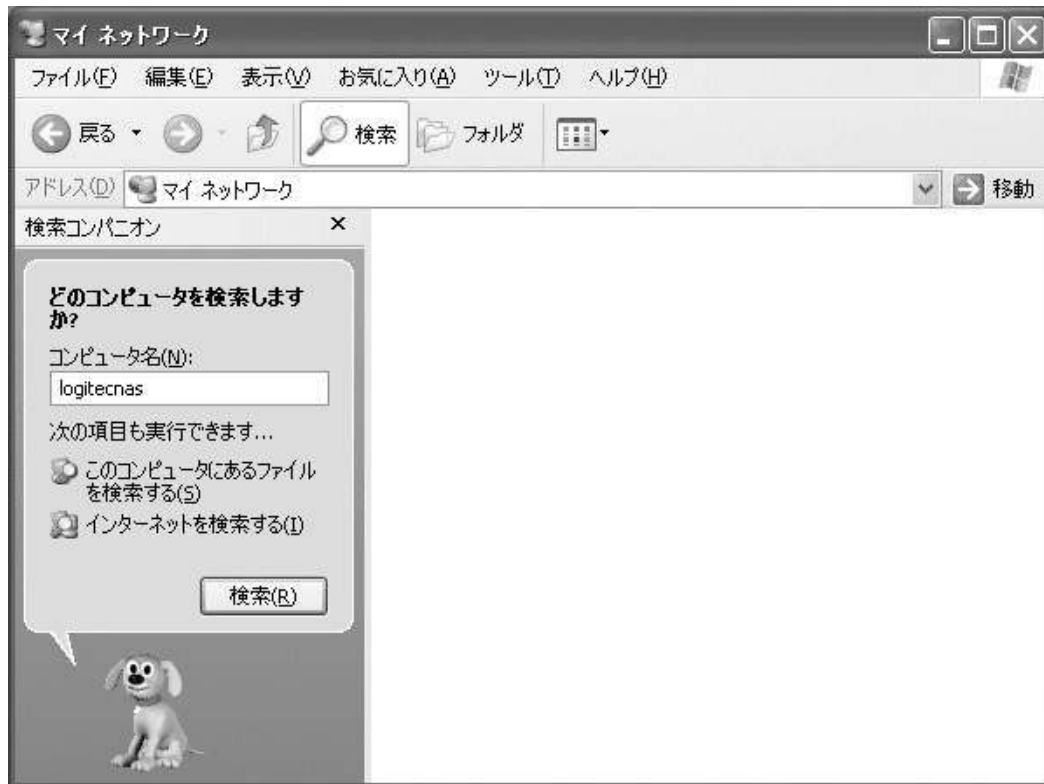 マイ ネットワーク
ファイル(F) 編集(E) 表示(V) お気に入り(A) ツール(T) ヘルプ(H)
戻る 検索 フォルダ
アドレス(D) マイ ネットワーク 移動
検索コンパニオン
どのコンピュータを検索します
か?
コンピュータ名(N):
logitecnas
次の項目も実行できます...
このコンピュータにあるファイル
を検索する(S)
インターネットを検索する(I)
検索(R)